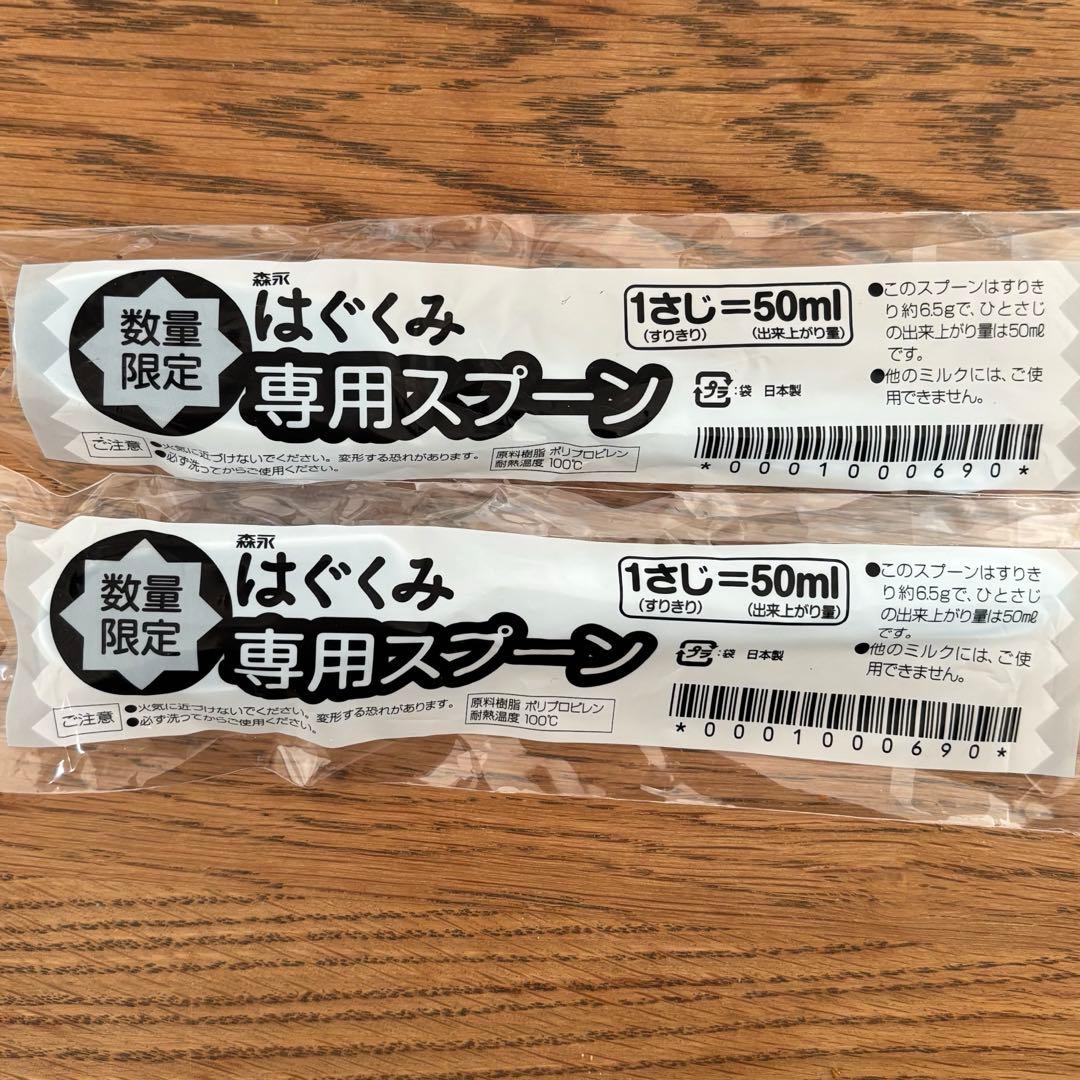 数量
限定
森永
はぐくみ
専用スプーン
1さじ=50ml
(すりきり) (出来上がり量)
プラ:袋 日本製
●このスプーンはすりき
り約6.5gで、ひとさじ
の出来上がり量は50mℓ
です。
●他のミルクには、ご使
用できません。
ご注意
●火気に近づけないでください。変形する恐れがあります。
●必ず洗ってからご使用ください。
原料樹脂 ポリプロピレン
耐熱温度 100℃
*0001000690*
数量
限定
森永
はぐくみ
専用スプーン
1さじ=50ml
(すりきり) (出来上がり量)
プラ:袋 日本製
●このスプーンはすりき
り約6.5gで、ひとさじ
の出来上がり量は50mℓ
です。
●他のミルクには、ご使
用できません。
ご注意
●火気に近づけないでください。変形する恐れがあります。
●必ず洗ってからご使用ください。
原料樹脂 ポリプロピレン
耐熱温度 100℃
*0001000690*